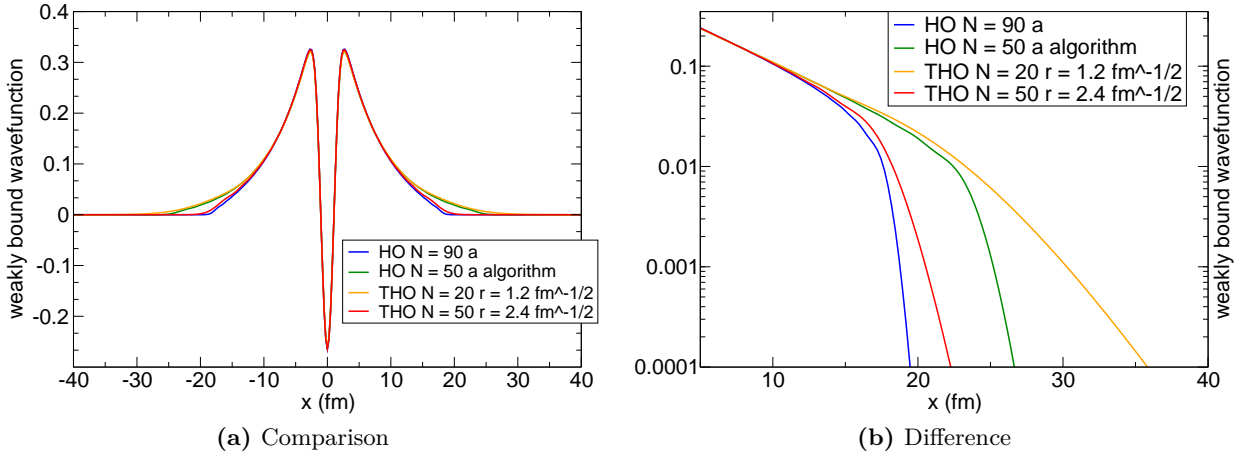 weakly bound wavefunction
0.4
0.3
0.2
0.1
0
-0.1
-0.2
HO N = 90 a
HO N = 50 a algorithm
THO N = 20 r = 1.2 fm^-1/2
THO N = 50 r = 2.4 fm^-1/2
-40 -30 -20 -10 0 10 20 30 40
x (fm)
(a) Comparison
0.1
0.01
0.001
0.0001
HO N = 90 a
HO N = 50 a algorithm
THO N = 20 r = 1.2 fm^-1/2
THO N = 50 r = 2.4 fm^-1/2
weakly bound wavefunction
10 20 30 40
x (fm)
(b) Difference